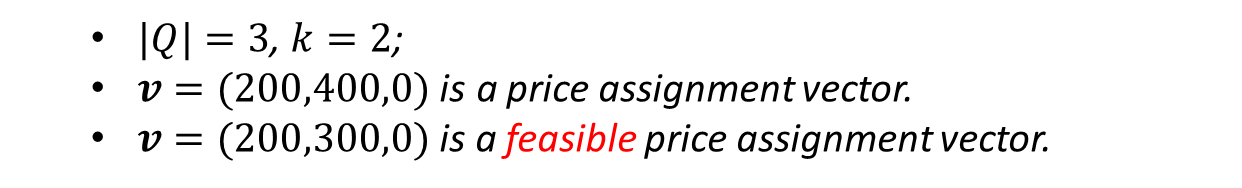 • |Q| = 3, k = 2;
• v = (200,400,0) is a price assignment vector.
• v = (200,300,0) is a feasible price assignment vector.